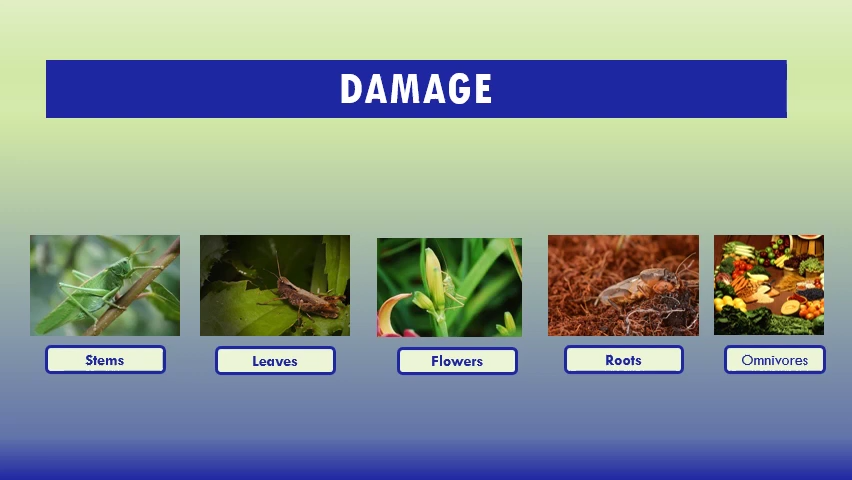 DAMAGE
Stems
Leaves
Flowers
Roots
Omnivores